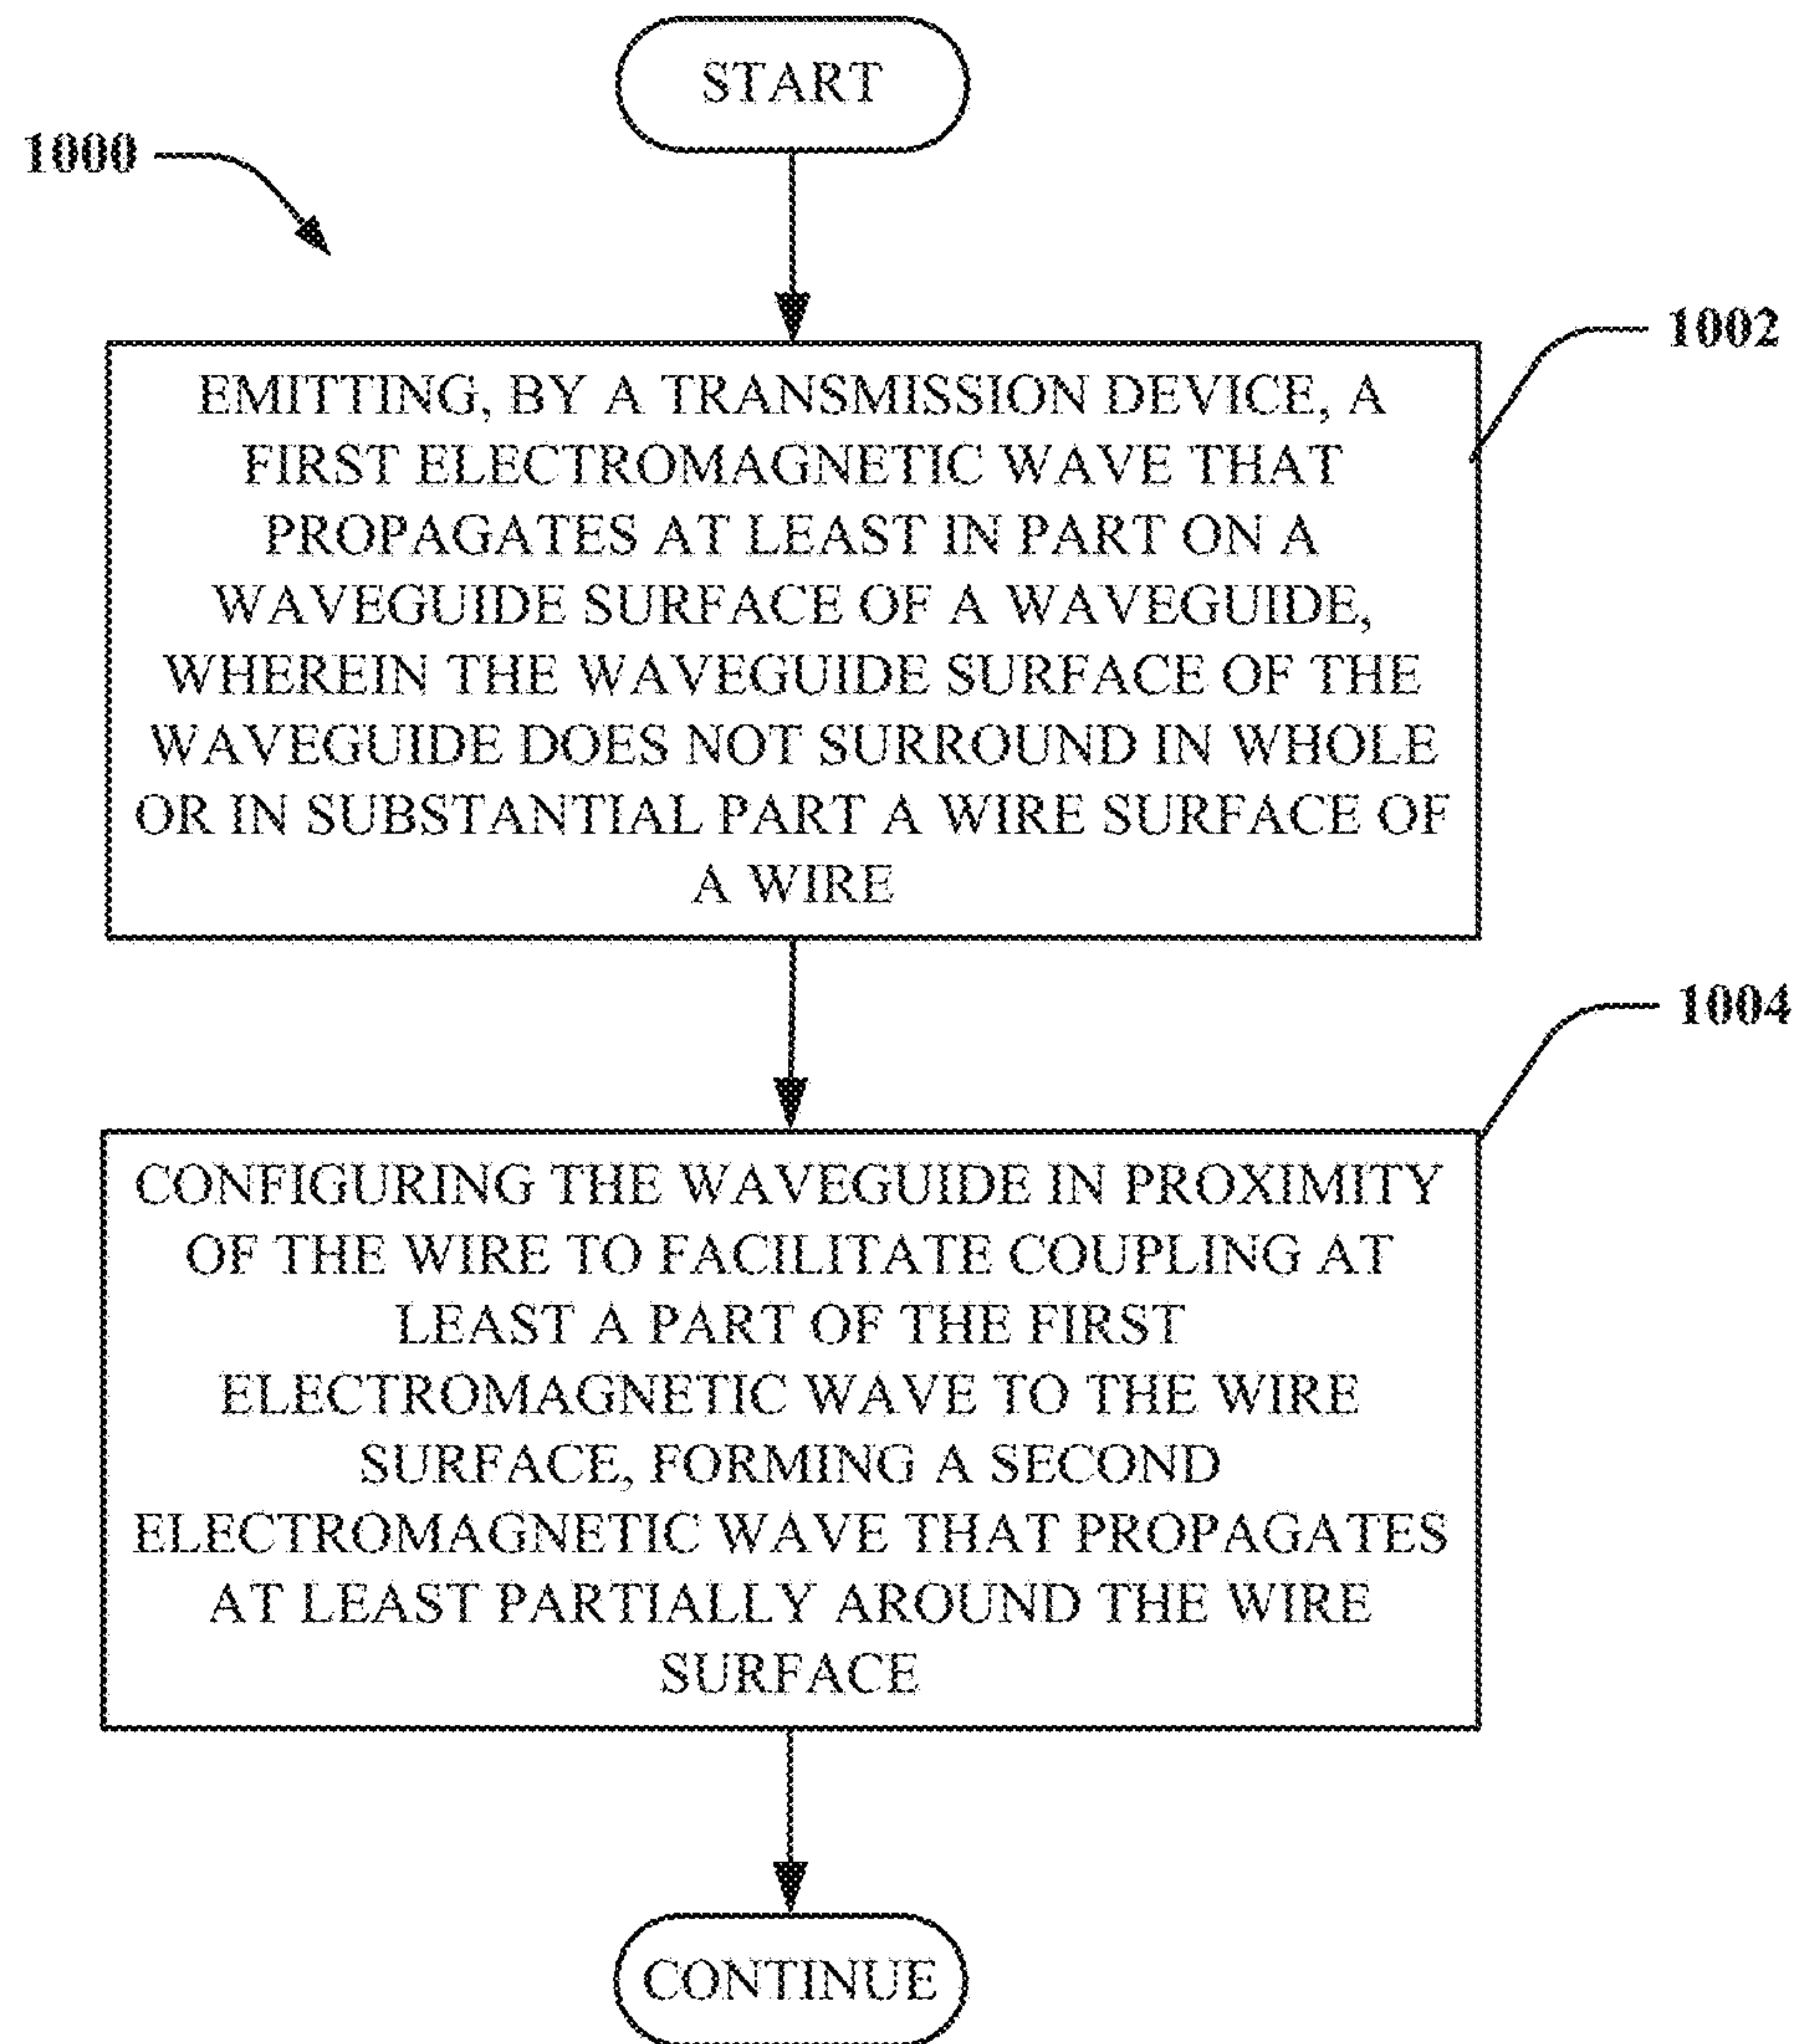 START
1000
1002
EMITTING, BY A TRANSMISSION DEVICE, A
FIRST ELECTROMAGNETIC WAVE THAT
PROPAGATES AT LEAST IN PART ON A
WAVEGUIDE SURFACE OF A WAVEGUIDE,
WHEREIN THE WAVEGUIDE SURFACE OF THE
WAVEGUIDE DOES NOT SURROUND IN WHOLE
OR IN SUBSTANTIAL PART A WIRE SURFACE OF
A WIRE
1004
CONFIGURING THE WAVEGUIDE IN PROXIMITY
OF THE WIRE TO FACILITATE COUPLING AT
LEAST A PART OF THE FIRST
ELECTROMAGNETIC WAVE TO THE WIRE
SURFACE, FORMING A SECOND
ELECTROMAGNETIC WAVE THAT PROPAGATES
AT LEAST PARTIALLY AROUND THE WIRE
SURFACE
CONTINUE